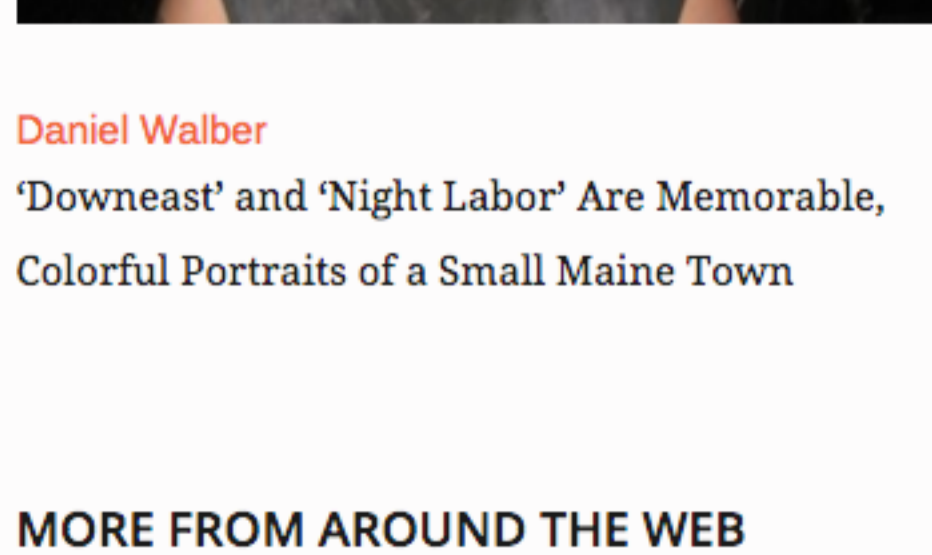 Daniel Walber
‘Downeast’ and ‘Night Labor’ Are Memorable,
Colorful Portraits of a Small Maine Town
MORE FROM AROUND THE WEB